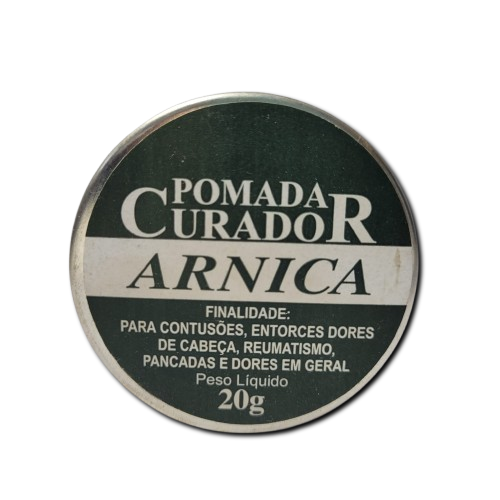 POMADA
CURADOR
ARNICA
FINALIDADE:
PARA CONTUSÕES, ENTORCES DORES
DE CABEÇA, REUMATISMO,
PANCADAS E DORES EM GERAL
Peso Líquido
20g